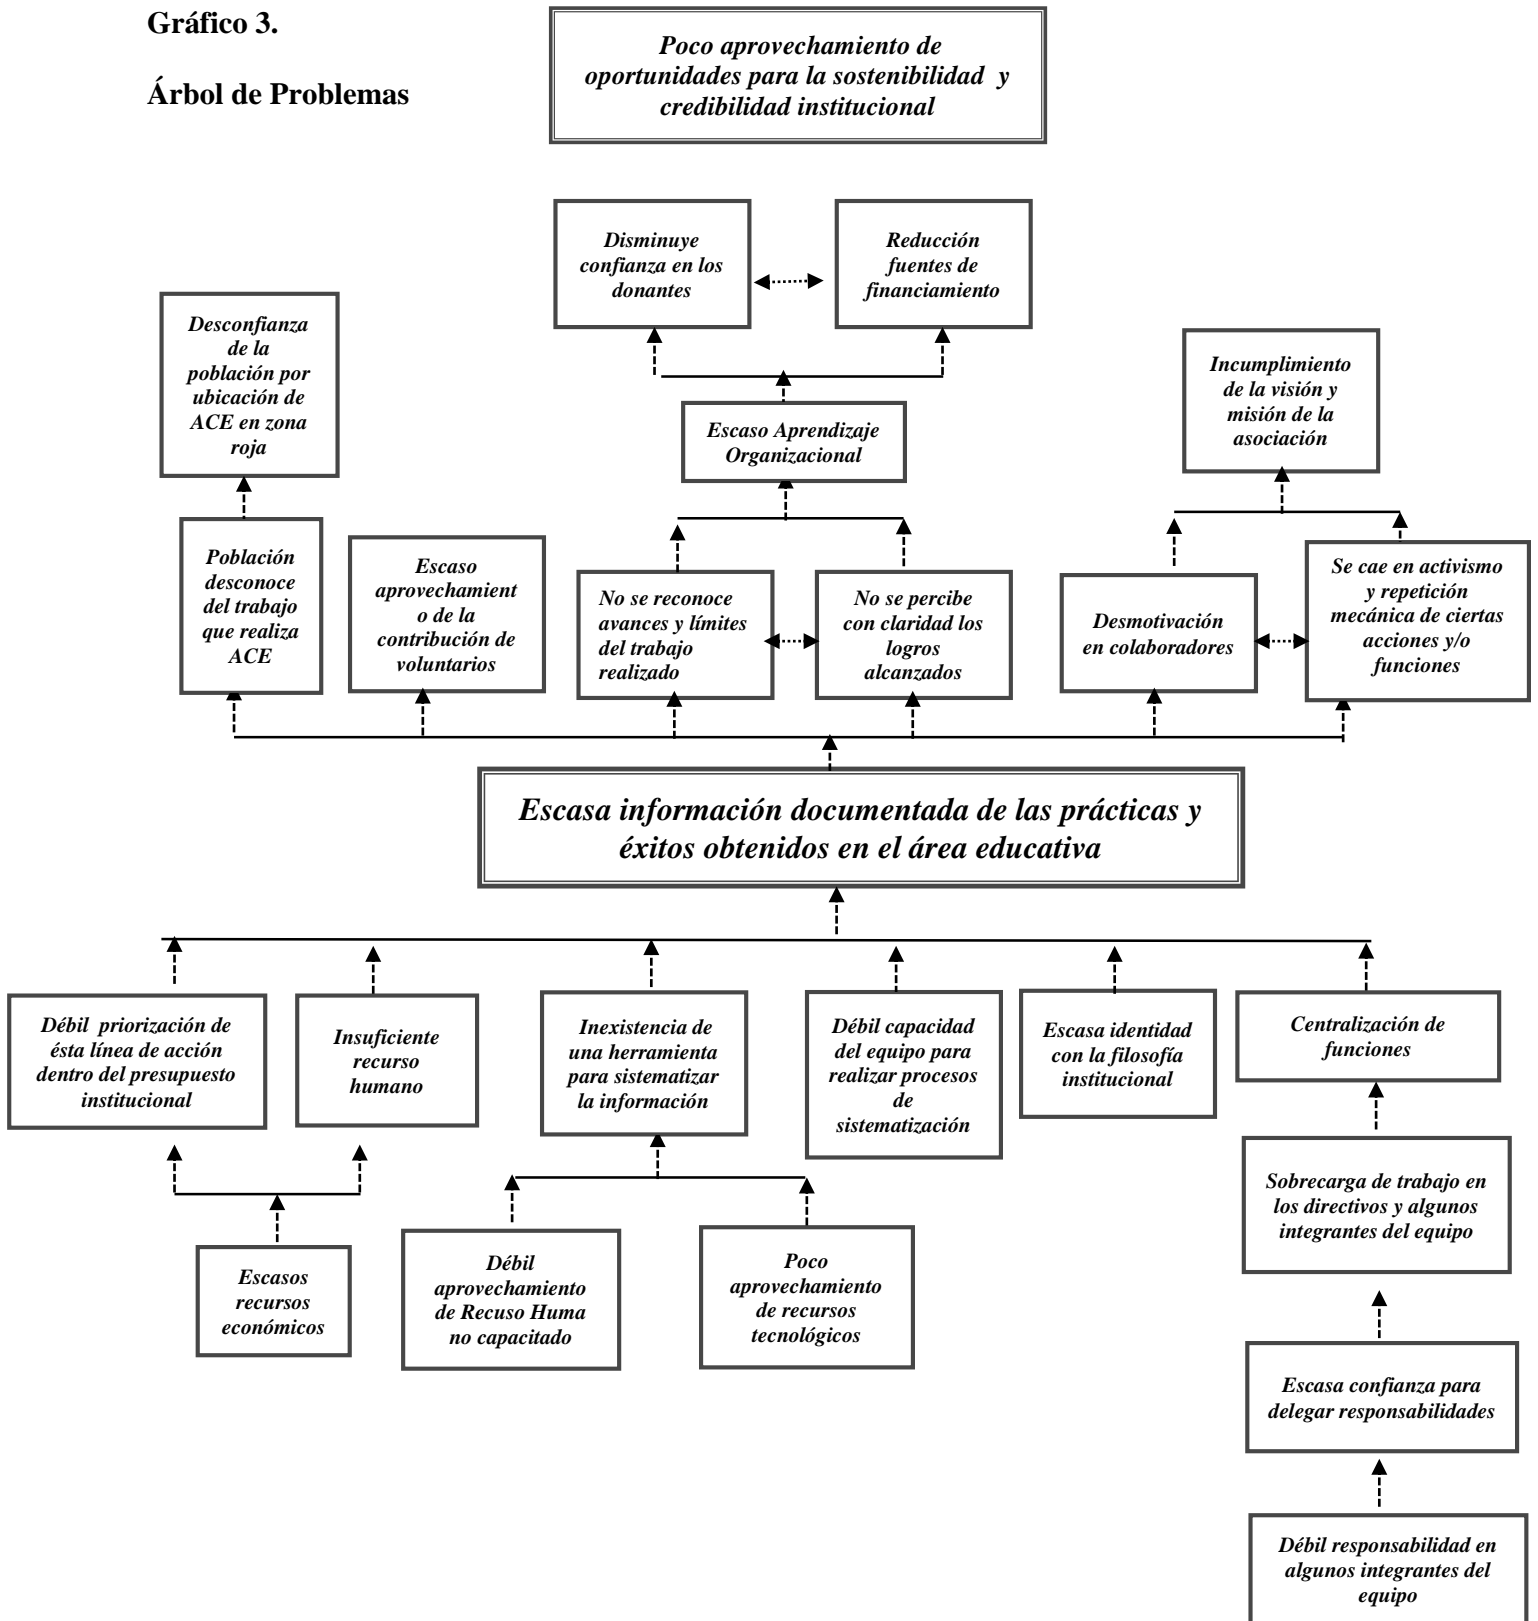 Gráfico 3.
Árbol de Problemas
Poco aprovechamiento de
oportunidades para la sostenibilidad y
credibilidad institucional
Disminuye
confianza en los
donantes
Reducción
fuentes de
financiamiento
Desconfianza
de la
población por
ubicación de
ACE en zona
roja
Incumplimiento
de la visión y
misión de la
asociación
Escaso Aprendizaje
Organizacional
Población
desconoce
del trabajo
que realiza
ACE
Escaso
aprovechamient
o de la
contribución de
voluntarios
No se reconoce
avances y límites
del trabajo
realizado
No se percibe
con claridad los
logros
alcanzados
Desmotivación
en colaboradores
Se cae en activismo
y repetición
mecánica de ciertas
acciones y/o
funciones
Escasa información documentada de las prácticas y
éxitos obtenidos en el área educativa
Débil priorización de
ésta línea de acción
dentro del presupuesto
institucional
Insuficiente
recurso
humano
Inexistencia de
una herramienta
para sistematizar
la información
Débil capacidad
del equipo para
realizar procesos
de
sistematización
Escasa identidad
con la filosofía
institucional
Centralización de
funciones
Sobrecarga de trabajo en
los directivos y algunos
integrantes del equipo
Escasos
recursos
económicos
Débil
aprovechamiento
de Recuso Huma
no capacitado
Poco
aprovechamiento
de recursos
tecnológicos
Escasa confianza para
delegar responsabilidades
Débil responsabilidad en
algunos integrantes del
equipo